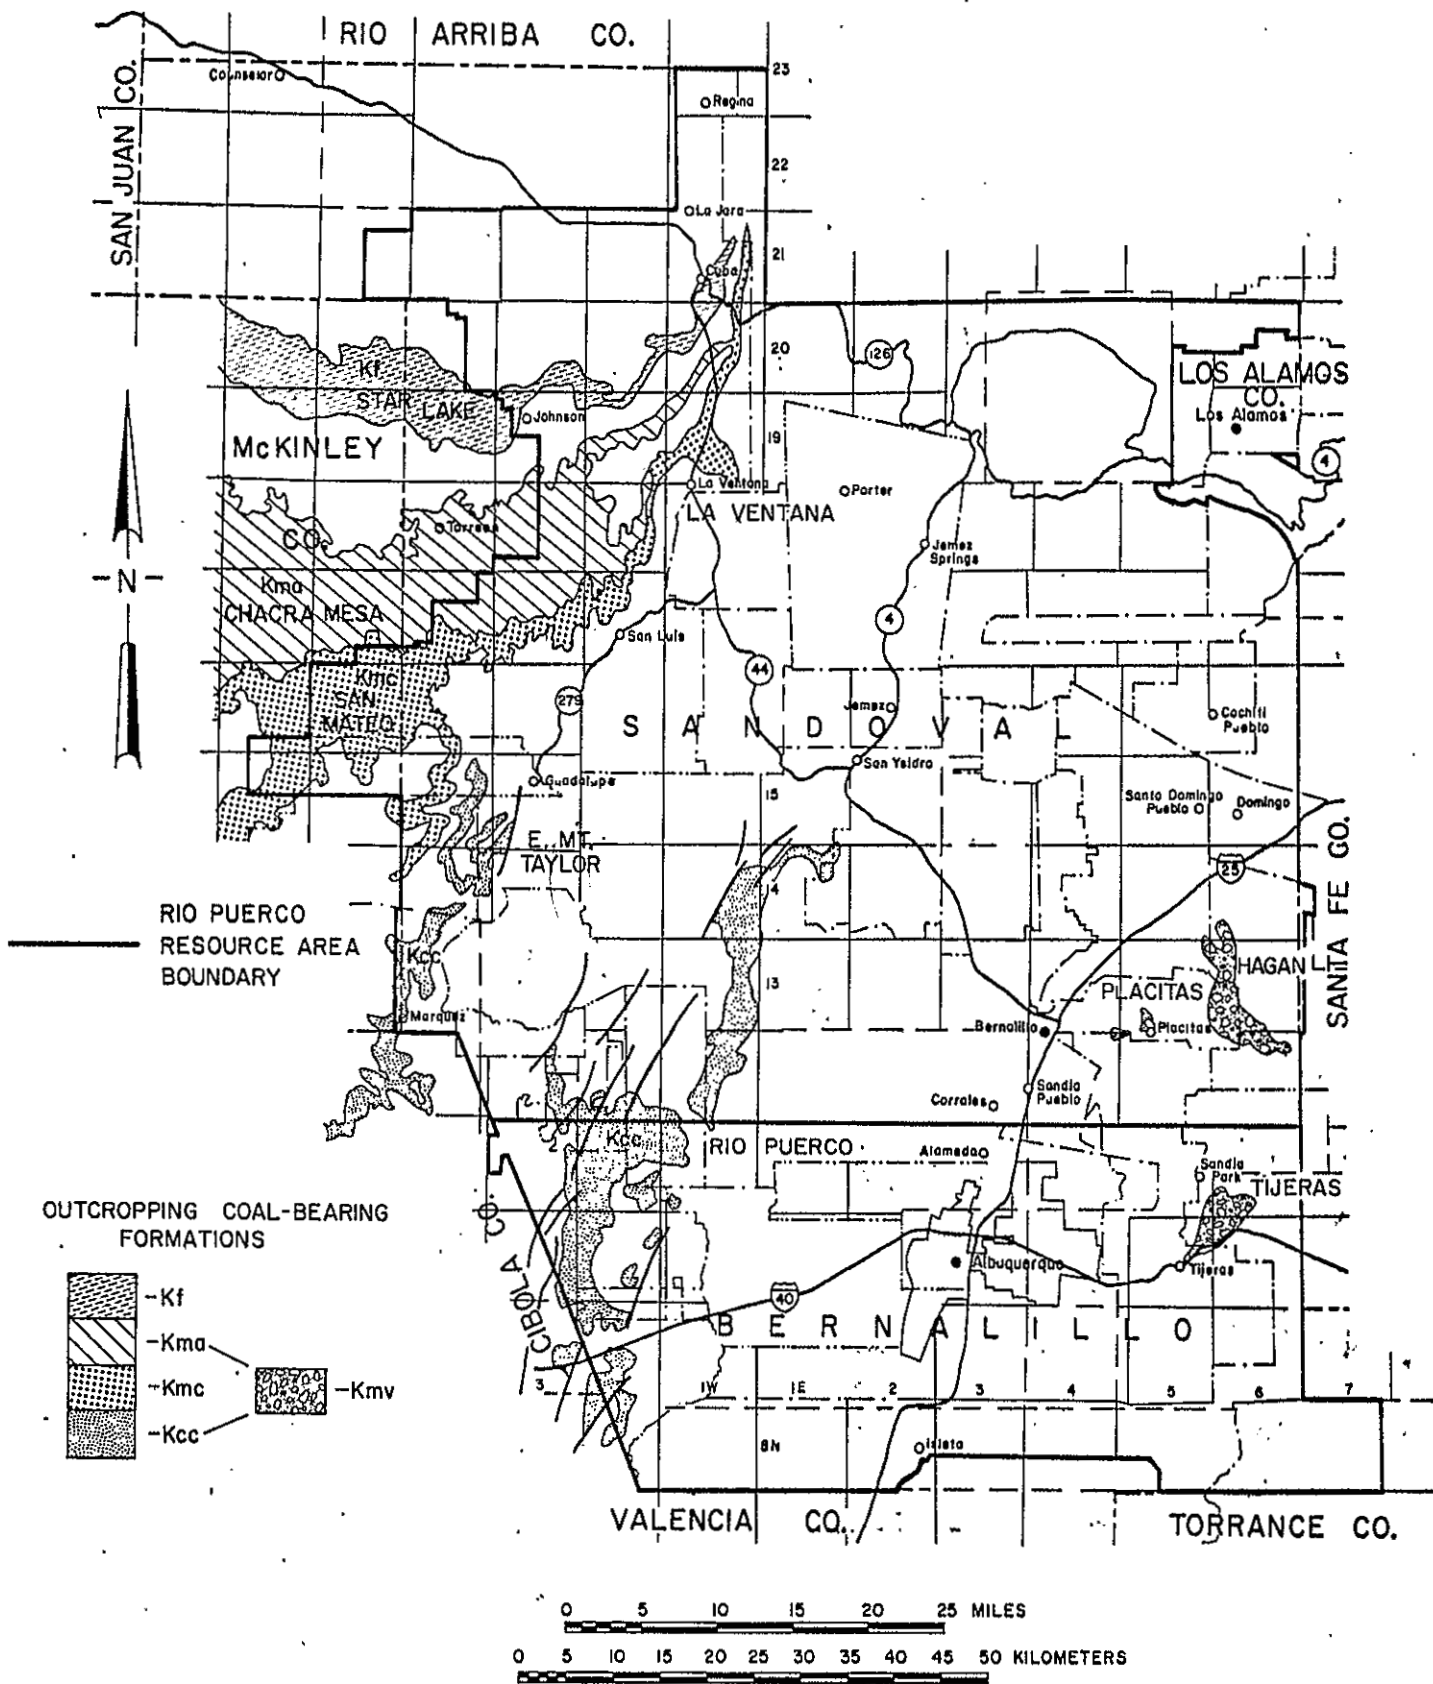 RIO ARRIBA CO.
SAN JUAN CO.
Counselor
23
Regina
22
La Jara
21
Cuba
20
126
Kf
STAR LAKE
Johnson
LOS ALAMOS
CO.
Los Alamos
McKINLEY
19
4
La Ventana
LA VENTANA
Porter
CO.
Torreon
Jemez
Springs
N
Kma
CHACRA MESA
San Luis
4
44
Kmc
SAN
MATEO
279
Jemez
Cochiti
Pueblo
SANDOVAL
San Ysidro
Guadalupe
15
Santo Domingo
Pueblo
Domingo
E. MT.
TAYLOR
25
14
SANTA FE CO.
RIO PUERCO
RESOURCE AREA
BOUNDARY
Kcc
HAGAN
13
PLACITAS
Marquez
Bernalillo
Placitas
Sandia
Pueblo
Corrales
2
Kcc
RIO PUERCO
Alameda
Sandia
Park
TIJERAS
OUTCROPPING COAL-BEARING
FORMATIONS
CIBOLA CO.
Albuquerque
Tijeras
-Kf
40
BERNALILLO
-Kma
-Kmc
-Kmv
-Kcc
3
1W
1E
2
3
4
5
6
7
8N
Isleta
VALENCIA CO.
TORRANCE CO.
0 5 10 15 20 25 MILES
0 5 10 15 20 25 30 35 40 45 50 KILOMETERS